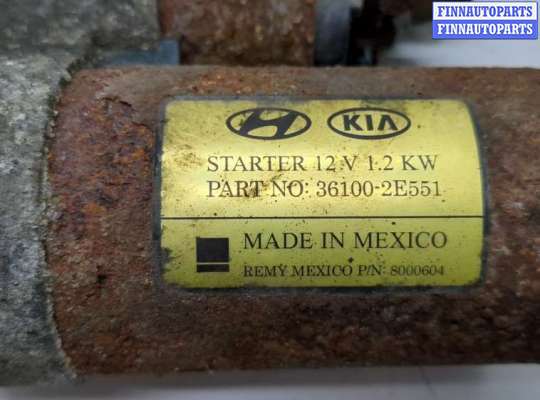 FINNAUTOPARTS
FINNAUTOPARTS
KIA
STARTER 12 V 1.2 KW
PART NO: 36100-2E551
MADE IN MEXICO
REMY MEXICO P/N: 8000604